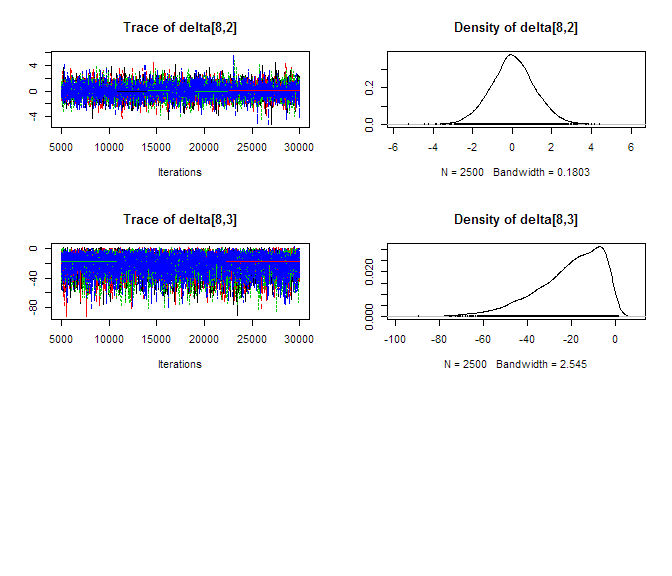 Trace of delta[8,2]
4
0
-4
5000 10000 15000 20000 25000 30000
Iterations
Density of delta[8,2]
0.2
0.0
-6 -4 -2 0 2 4 6
N = 2500 Bandwidth = 0.1803
Trace of delta[8,3]
0
-40
-80
5000 10000 15000 20000 25000 30000
Iterations
Density of delta[8,3]
0.020
0.000
-100 -80 -60 -40 -20 0
N = 2500 Bandwidth = 2.545